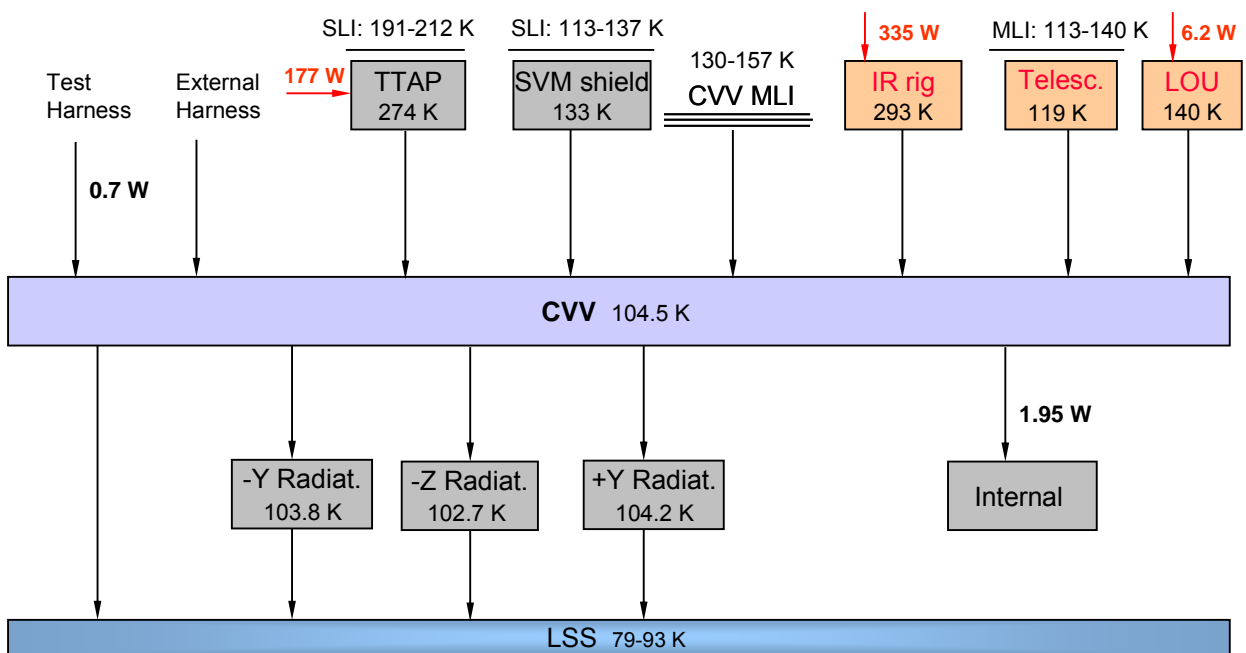 SLI: 191-212 K
SLI: 113-137 K
335 W
MLI: 113-140 K
6.2 W
130-157 K
CVV MLI
Test
Harness
External
Harness
177 W
TTAP
274 K
SVM shield
133 K
IR rig
293 K
Telesc.
119 K
LOU
140 K
0.7 W
CVV 104.5 K
1.95 W
-Y Radiat.
103.8 K
-Z Radiat.
102.7 K
+Y Radiat.
104.2 K
Internal
LSS 79-93 K